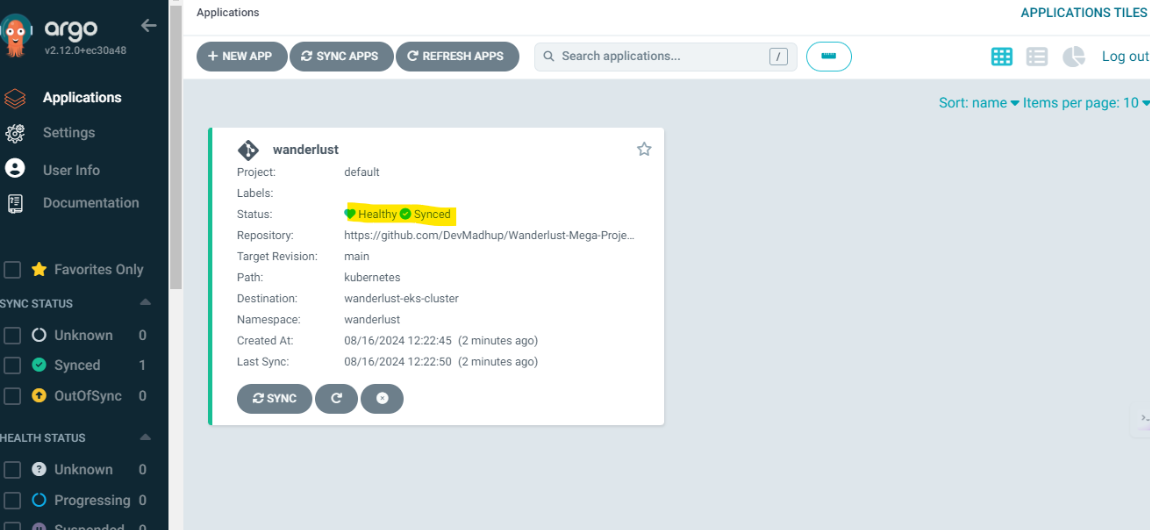 Applications
APPLICATIONS TILES
argo
v2.12.0+ec30a48
+ NEW APP
SYNC APPS
REFRESH APPS
Search applications...
/
Log out
Applications
Settings
User Info
Documentation
Sort: name
Items per page: 10
wanderlust
Project: default
Labels:
Status: Healthy Synced
Repository: https://github.com/DevMadhup/Wanderlust-Mega-Proje...
Target Revision: main
Path: kubernetes
Destination: wanderlust-eks-cluster
Namespace: wanderlust
Created At: 08/16/2024 12:22:45 (2 minutes ago)
Last Sync: 08/16/2024 12:22:50 (2 minutes ago)
SYNC
Favorites Only
SYNC STATUS
Unknown 0
Synced 1
OutOfSync 0
HEALTH STATUS
Unknown 0
Progressing 0
Suspended 0